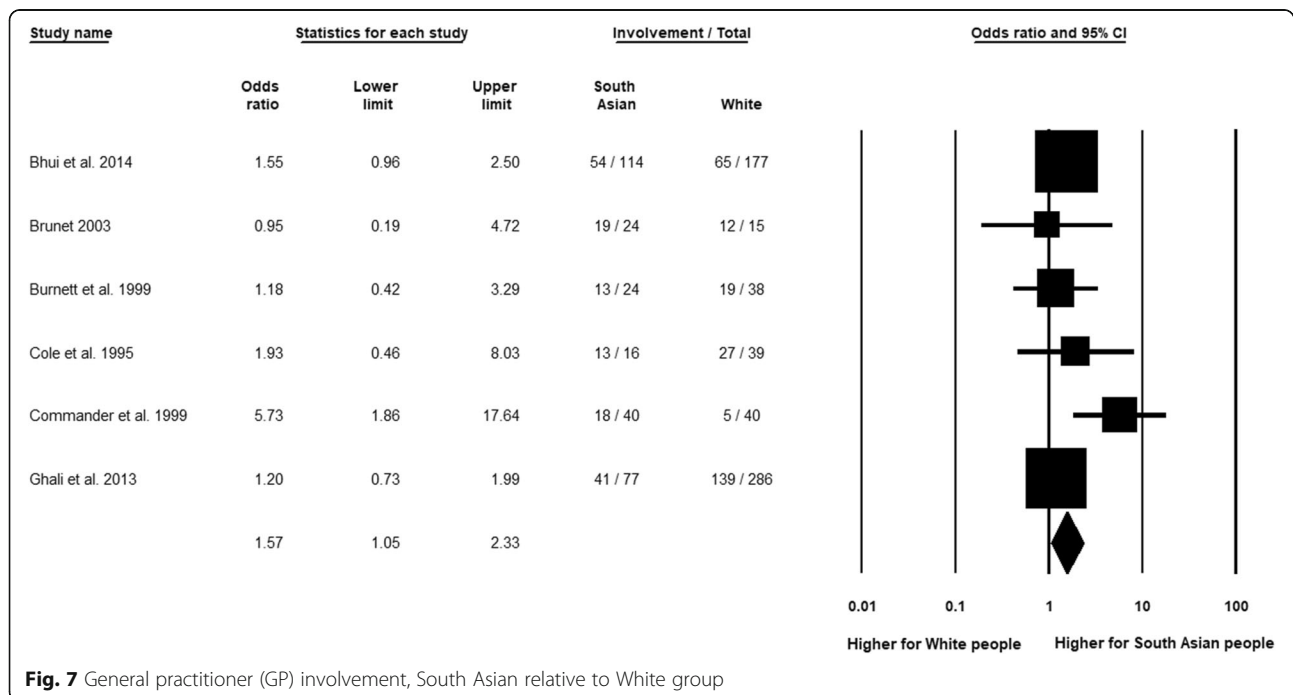 Study name Statistics for each study Involvement / Total Odds ratio and 95% CI
Odds Lower Upper South
ratio limit limit Asian White
Bhui et al. 2014 1.55 0.96 2.50 54 / 114 65 / 177
Brunet 2003 0.95 0.19 4.72 19 / 24 12 / 15
Burnett et al. 1999 1.18 0.42 3.29 13 / 24 19 / 38
Cole et al. 1995 1.93 0.46 8.03 13 / 16 27 / 39
Commander et al. 1999 5.73 1.86 17.64 18 / 40 5 / 40
Ghali et al. 2013 1.20 0.73 1.99 41 / 77 139 / 286
1.57 1.05 2.33
0.01 0.1 1 10 100
Higher for White people Higher for South Asian people
Fig. 7 General practitioner (GP) involvement, South Asian relative to White group